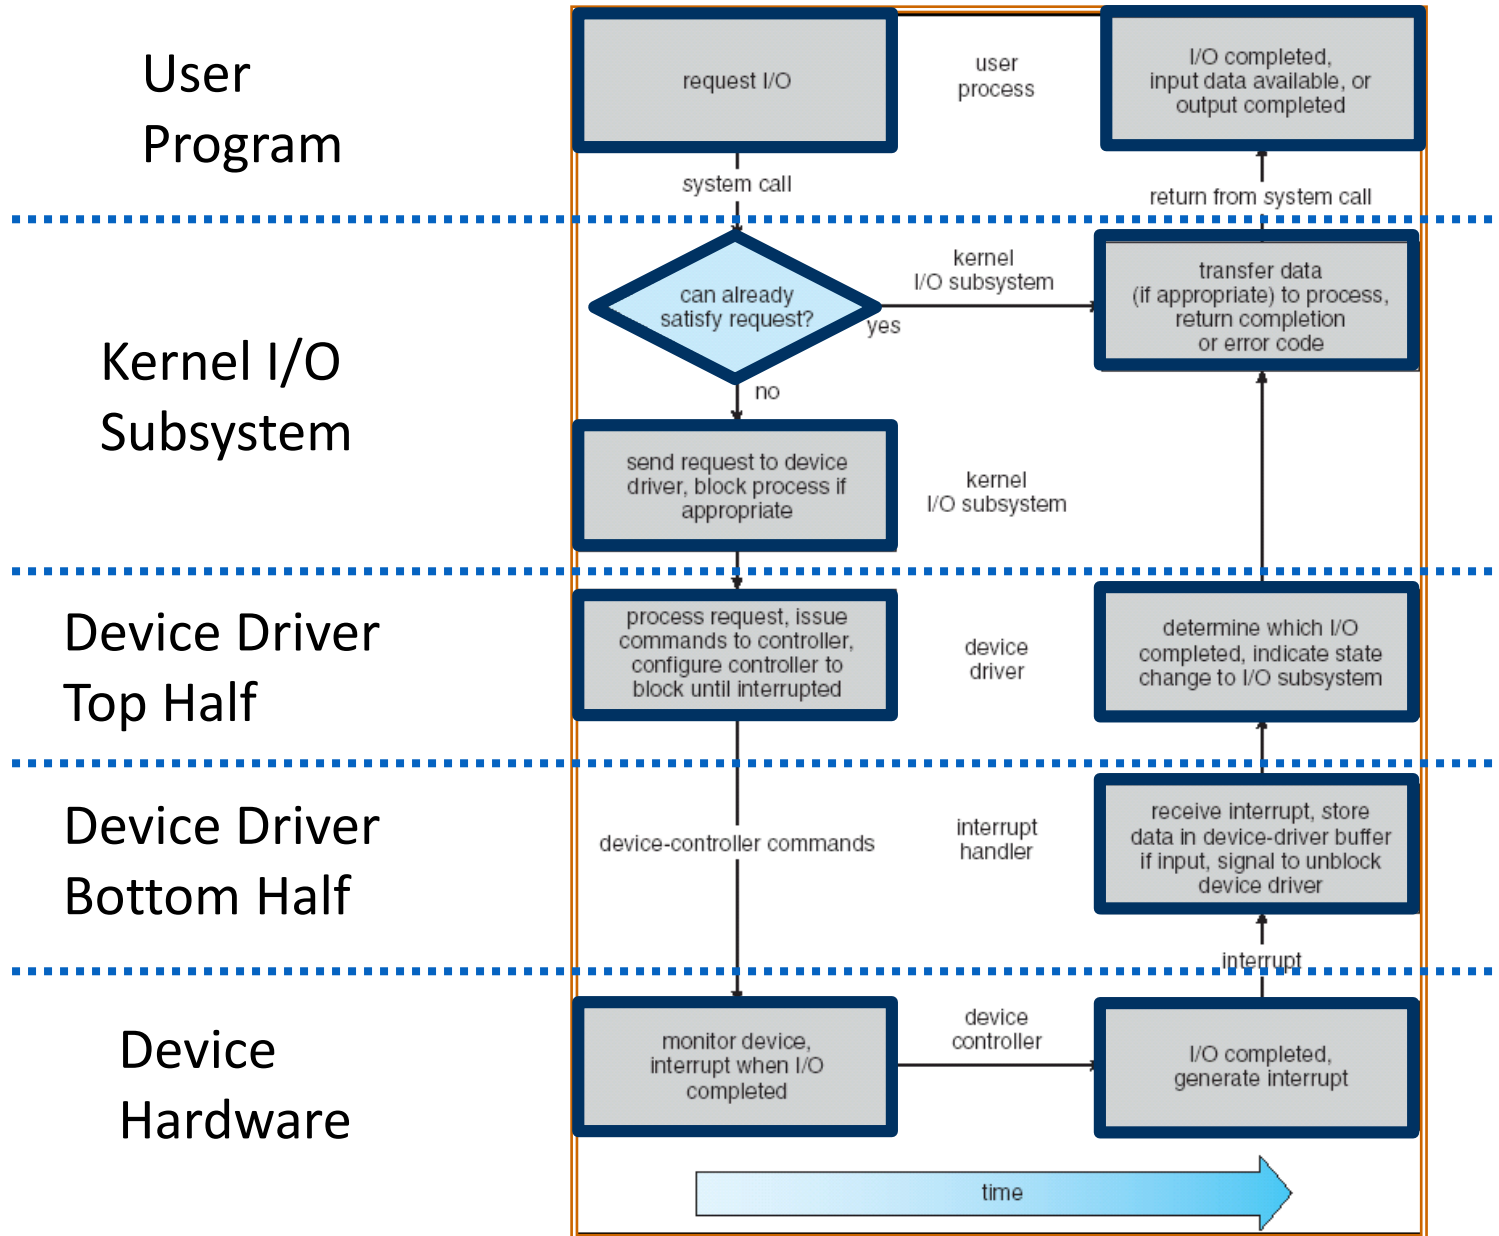 User
Program
request I/O
user
process
I/O completed,
input data available, or
output completed
system call
return from system call
Kernel I/O
Subsystem
can already
satisfy request?
kernel
I/O subsystem
yes
transfer data
(if appropriate) to process,
return completion
or error code
no
send request to device
driver, block process if
appropriate
kernel
I/O subsystem
Device Driver
Top Half
process request, issue
commands to controller,
configure controller to
block until interrupted
device
driver
determine which I/O
completed, indicate state
change to I/O subsystem
Device Driver
Bottom Half
device-controller commands
interrupt
handler
receive interrupt, store
data in device-driver buffer
if input, signal to unblock
device driver
interrupt
Device
Hardware
monitor device,
interrupt when I/O
completed
device
controller
I/O completed,
generate interrupt
time